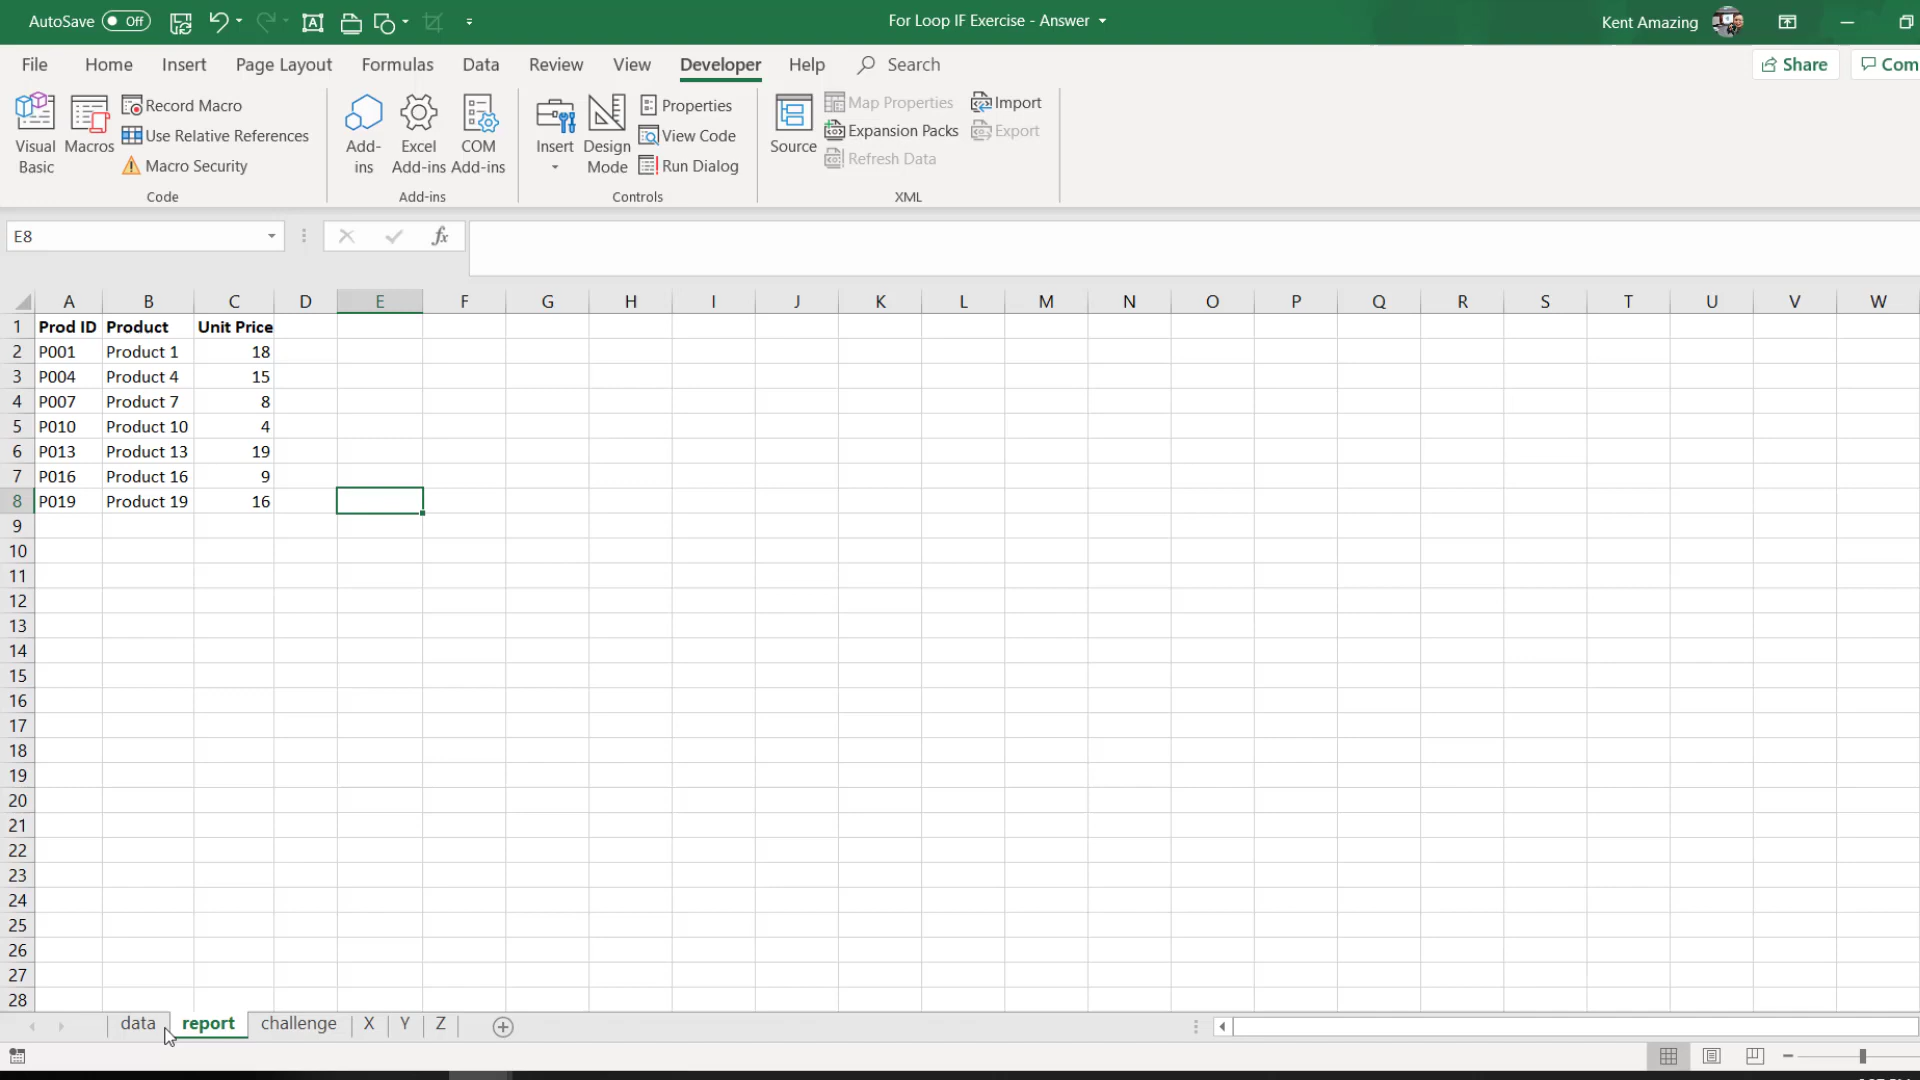 AutoSave Off For Loop IF Exercise - Answer Kent Amazing
File Home Insert Page Layout Formulas Data Review View Developer Help Search Share Com
Visual Basic
Macros
Record Macro
Use Relative References
Macro Security
Code
Add-ins
Excel Add-ins
COM Add-ins
Add-ins
Insert
Design Mode
Properties
View Code
Run Dialog
Controls
Source
Map Properties
Expansion Packs
Refresh Data
Import
Export
XML
E8 fx
A B C D E F G H I J K L M N O P Q R S T U V W
1 Prod ID Product Unit Price
2 P001 Product 1 18
3 P004 Product 4 15
4 P007 Product 7 8
5 P010 Product 10 4
6 P013 Product 13 19
7 P016 Product 16 9
8 P019 Product 19 16
9
10
11
12
13
14
15
16
17
18
19
20
21
22
23
24
25
26
27
28
data report challenge X Y Z